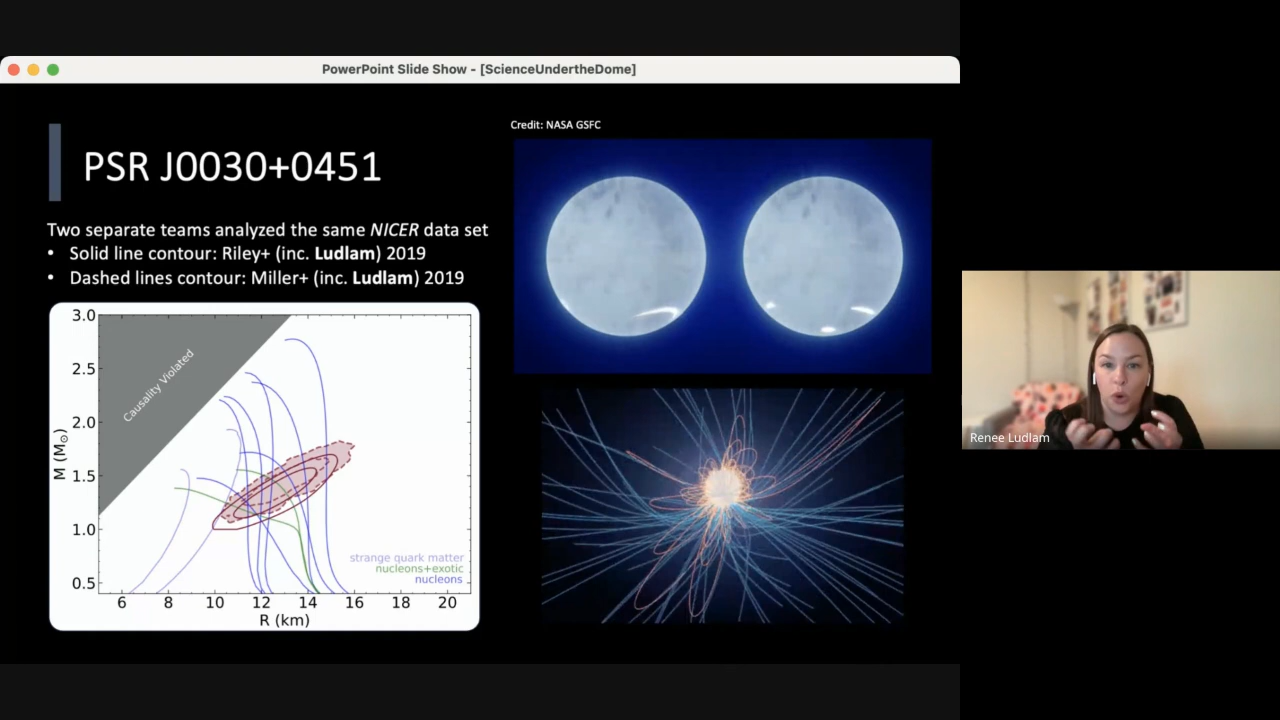 PowerPoint Slide Show - [ScienceUndertheDome]
Credit: NASA GSFC
PSR J0030+0451
Two separate teams analyzed the same NICER data set
• Solid line contour: Riley+ (inc. Ludlam) 2019
• Dashed lines contour: Miller+ (inc. Ludlam) 2019
3.0
2.5
2.0
1.5
1.0
0.5
M (M☉)
Causality Violated
strange quark matter
nucleons+exotic
nucleons
6 8 10 12 14 16 18 20
R (km)
Renee Ludlam